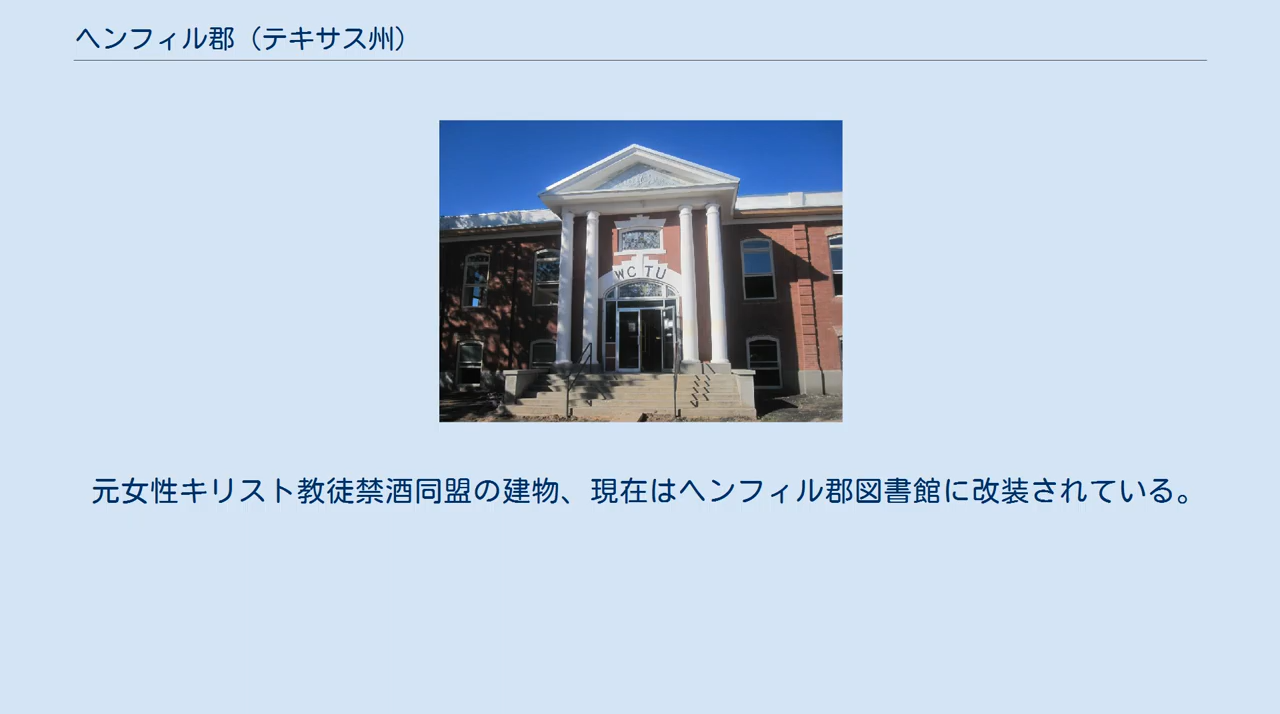 ヘンフィル郡（テキサス州）
WCTU
元女性キリスト教徒禁酒同盟の建物、現在はヘンフィル郡図書館に改装されている。